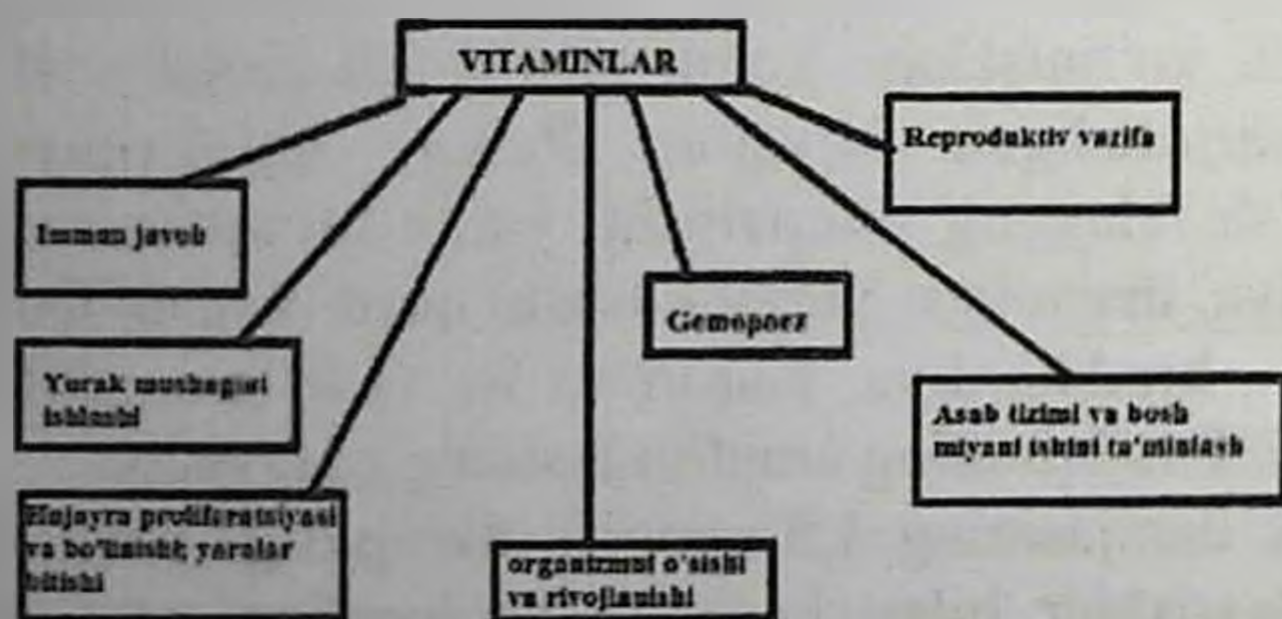 VITAMINLAR
Reproduktiv vazifa
Immun javob
Gemopoez
Yurak mushagini
ishlashi
Asab tizimi va bosh
miyani ishini ta'minlash
Hujayra proliferatsiyasi
va bo'linishi; yaralar
bitishi
organizmni o'sishi
va rivojlanishi